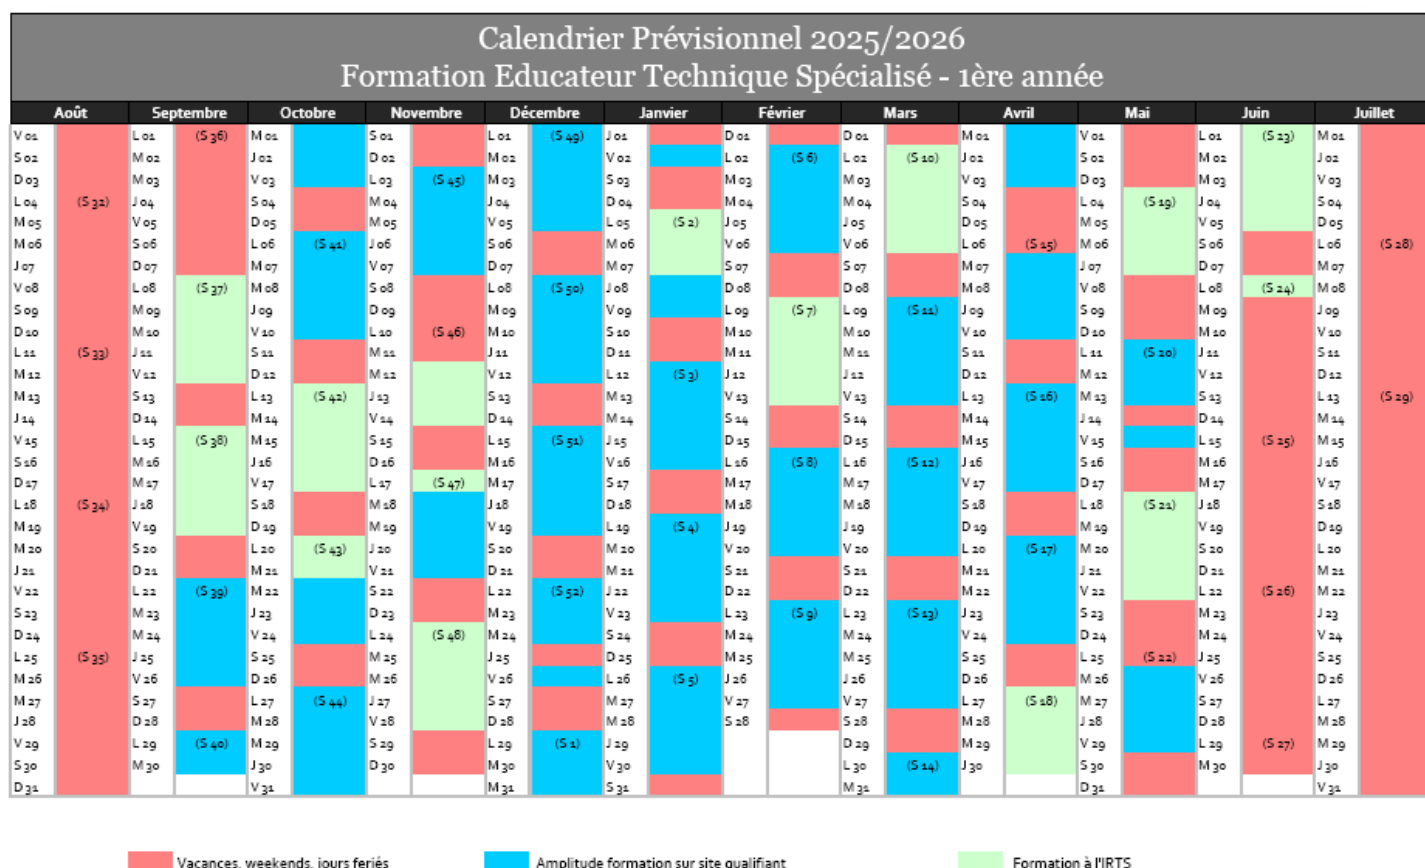 Calendrier Prévisionnel 2025/2026
Formation Educateur Technique Spécialisé - 1ère année
Août Septembre Octobre Novembre Décembre Janvier Février Mars Avril Mai Juin Juillet
V 01 L 01 (S 36) M 01 S 01 L 01 (S 49) J 01 D 01 D 01 M 01 V 01 L 01 (S 23) M 01
S 02 M 02 J 02 D 02 M 02 V 02 L 02 (S 6) L 02 (S 10) J 02 S 02 M 02 J 02
D 03 M 03 V 03 L 03 (S 45) M 03 S 03 M 03 M 03 V 03 D 03 M 03 V 03
L 04 (S 32) J 04 S 04 M 04 J 04 D 04 M 04 M 04 S 04 L 04 (S 19) J 04 S 04
M 05 V 05 D 05 M 05 V 05 L 05 (S 2) J 05 J 05 D 05 M 05 V 05 D 05
M 06 S 06 L 06 (S 41) J 06 S 06 M 06 V 06 V 06 L 06 (S 15) M 06 S 06 L 06 (S 28)
J 07 D 07 M 07 V 07 D 07 M 07 S 07 S 07 M 07 J 07 D 07 M 07
V 08 L 08 (S 37) M 08 S 08 L 08 (S 50) J 08 D 08 D 08 M 08 V 08 L 08 (S 24) M 08
S 09 M 09 J 09 D 09 M 09 V 09 L 09 (S 7) L 09 (S 11) J 09 S 09 M 09 J 09
D 10 M 10 V 10 L 10 (S 46) M 10 S 10 M 10 M 10 V 10 D 10 M 10 V 10
L 11 (S 33) J 11 S 11 M 11 J 11 D 11 M 11 M 11 S 11 L 11 (S 20) J 11 S 11
M 12 V 12 D 12 M 12 V 12 L 12 (S 3) J 12 J 12 D 12 M 12 V 12 D 12
M 13 S 13 L 13 (S 42) J 13 S 13 M 13 V 13 V 13 L 13 (S 16) M 13 S 13 L 13 (S 29)
J 14 D 14 M 14 V 14 D 14 M 14 S 14 S 14 M 14 J 14 D 14 M 14
V 15 L 15 (S 38) M 15 S 15 L 15 (S 51) J 15 D 15 D 15 M 15 V 15 L 15 (S 25) M 15
S 16 M 16 J 16 D 16 M 16 V 16 L 16 (S 8) L 16 (S 12) J 16 S 16 M 16 J 16
D 17 M 17 V 17 L 17 (S 47) M 17 S 17 M 17 M 17 V 17 D 17 M 17 V 17
L 18 (S 34) J 18 S 18 M 18 J 18 D 18 M 18 M 18 S 18 L 18 (S 21) J 18 S 18
M 19 V 19 D 19 M 19 V 19 L 19 (S 4) J 19 J 19 D 19 M 19 V 19 D 19
M 20 S 20 L 20 (S 43) J 20 S 20 M 20 V 20 V 20 L 20 (S 17) M 20 S 20 L 20
J 21 D 21 M 21 V 21 D 21 M 21 S 21 S 21 M 21 J 21 D 21 M 21
V 22 L 22 (S 39) M 22 S 22 L 22 (S 52) J 22 D 22 D 22 M 22 V 22 L 22 (S 26) M 22
S 23 M 23 J 23 D 23 M 23 V 23 L 23 (S 9) L 23 (S 13) J 23 S 23 M 23 J 23
D 24 M 24 V 24 L 24 (S 48) M 24 S 24 M 24 M 24 V 24 D 24 M 24 V 24
L 25 (S 35) J 25 S 25 M 25 J 25 D 25 M 25 M 25 S 25 L 25 (S 22) J 25 S 25
M 26 V 26 D 26 M 26 V 26 L 26 (S 5) J 26 J 26 D 26 M 26 V 26 D 26
M 27 S 27 L 27 (S 44) J 27 S 27 M 27 V 27 V 27 L 27 (S 18) M 27 S 27 L 27
J 28 D 28 M 28 V 28 D 28 M 28 S 28 S 28 M 28 J 28 D 28 M 28
V 29 L 29 (S 40) M 29 S 29 L 29 (S 1) J 29 D 29 M 29 V 29 L 29 (S 27) M 29
S 30 M 30 J 30 D 30 M 30 V 30 L 30 (S 14) J 30 S 30 M 30 J 30
D 31 V 31 M 31 S 31 M 31 D 31 V 31
Vacances, weekends, jours feriés Amplitude formation sur site qualifiant Formation à l'IRTS